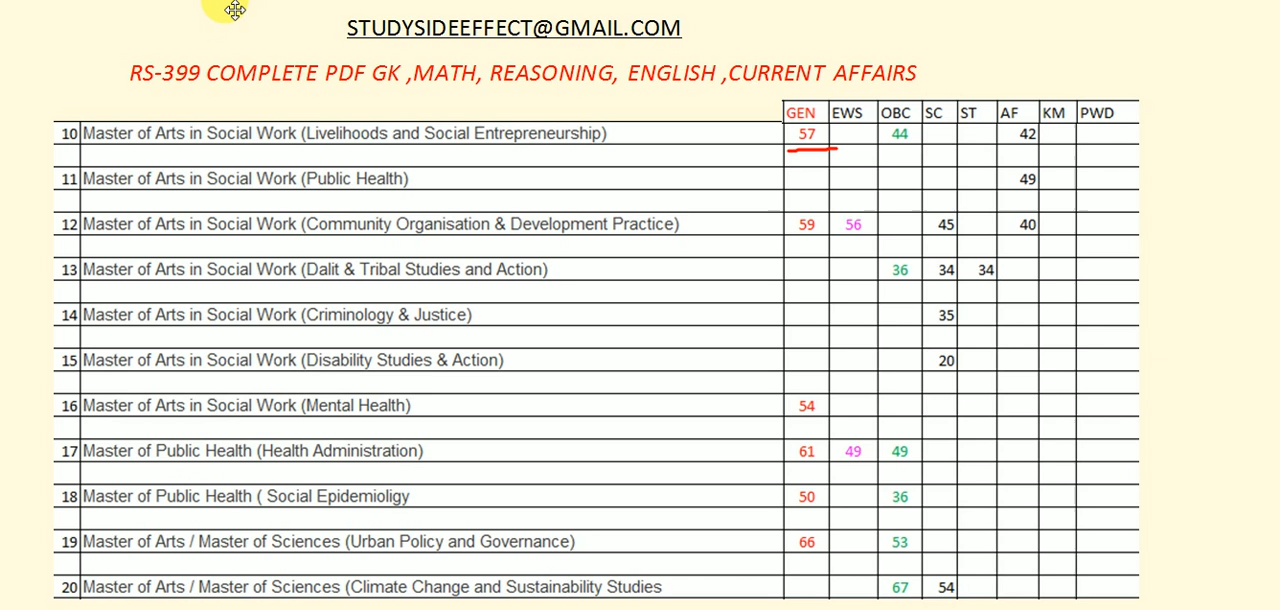 STUDYSIDEEFFECT@GMAIL.COM
RS-399 COMPLETE PDF GK ,MATH, REASONING, ENGLISH ,CURRENT AFFAIRS
GEN EWS OBC SC ST AF KM PWD
10 Master of Arts in Social Work (Livelihoods and Social Entrepreneurship) 57 44 42
11 Master of Arts in Social Work (Public Health) 49
12 Master of Arts in Social Work (Community Organisation & Development Practice) 59 56 45 40
13 Master of Arts in Social Work (Dalit & Tribal Studies and Action) 36 34 34
14 Master of Arts in Social Work (Criminology & Justice) 35
15 Master of Arts in Social Work (Disability Studies & Action) 20
16 Master of Arts in Social Work (Mental Health) 54
17 Master of Public Health (Health Administration) 61 49 49
18 Master of Public Health ( Social Epidemioligy 50 36
19 Master of Arts / Master of Sciences (Urban Policy and Governance) 66 53
20 Master of Arts / Master of Sciences (Climate Change and Sustainability Studies 67 54